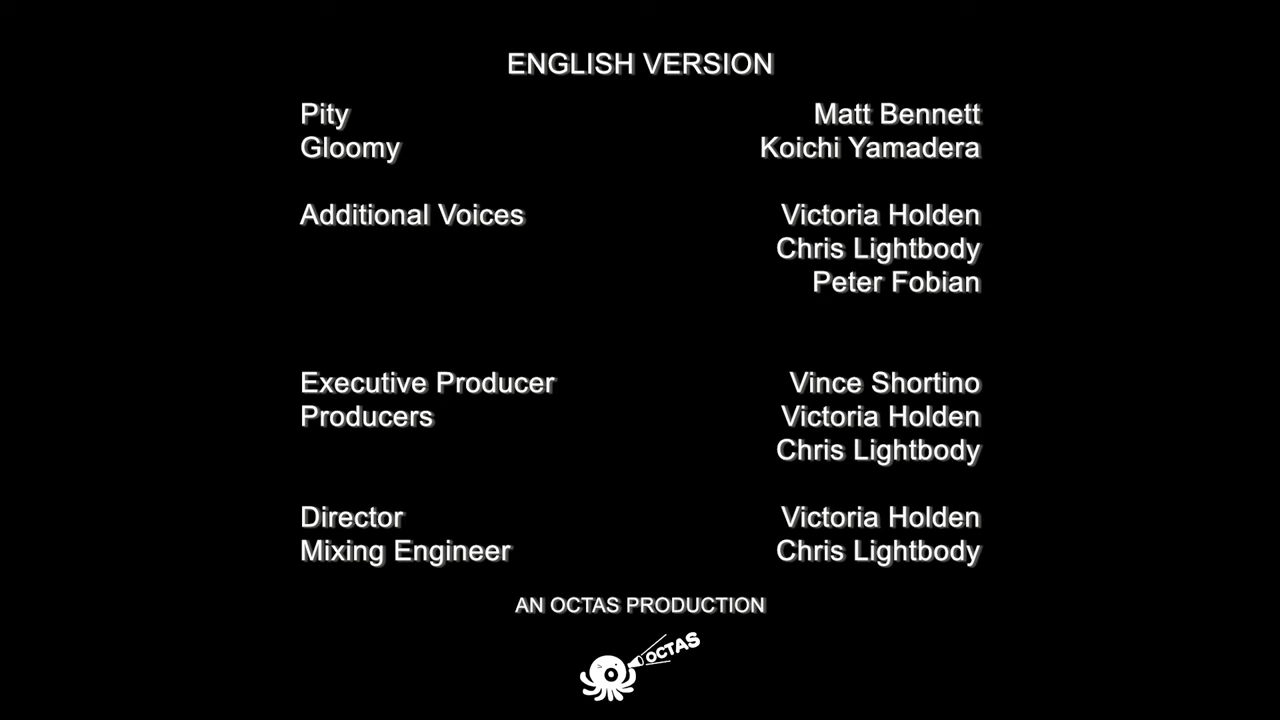 ENGLISH VERSION
Pity Matt Bennett
Gloomy Koichi Yamadera
Additional Voices Victoria Holden
Chris Lightbody
Peter Fobian
Executive Producer Vince Shortino
Producers Victoria Holden
Chris Lightbody
Director Victoria Holden
Mixing Engineer Chris Lightbody
AN OCTAS PRODUCTION
OCTAS